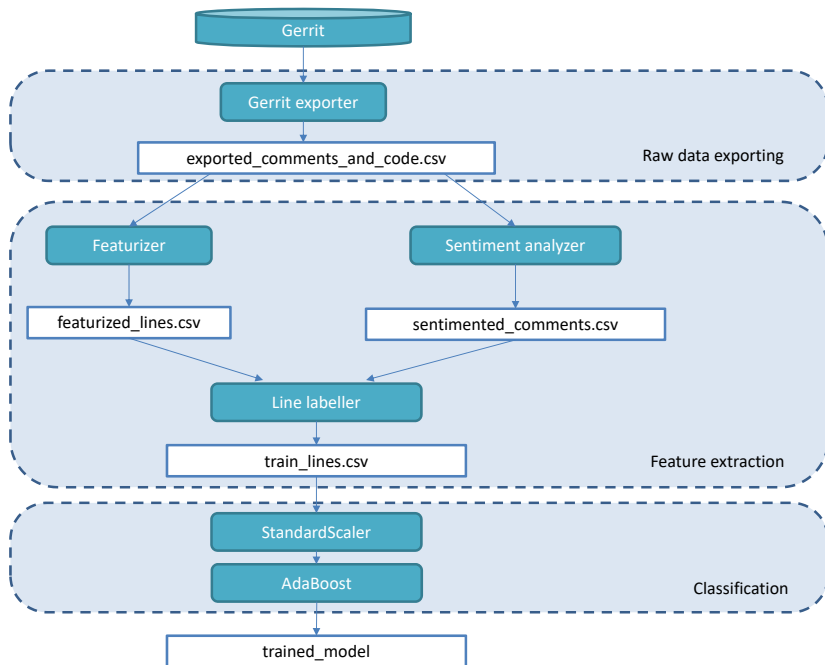 Gerrit
Gerrit exporter
exported_comments_and_code.csv
Raw data exporting
Featurizer
Sentiment analyzer
featurized_lines.csv
sentimented_comments.csv
Line labeller
train_lines.csv
Feature extraction
StandardScaler
AdaBoost
Classification
trained_model